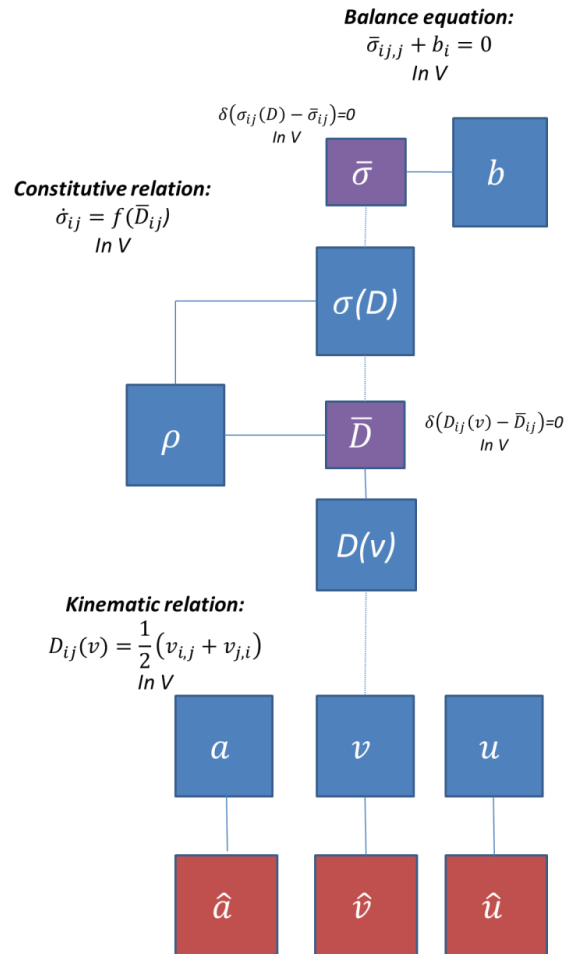 Balance equation:
σ̄ij,j + bi = 0
In V
δ(σij(D) − σ̄ij)=0
In V
σ̄
b
Constitutive relation:
σ̇ij = f(D̄ij)
In V
σ(D)
ρ
D̄
δ(Dij(v) − D̄ij)=0
In V
D(v)
Kinematic relation:
Dij(v) = 1/2 (vi,j + vj,i)
In V
a
v
u
â
v̂
û